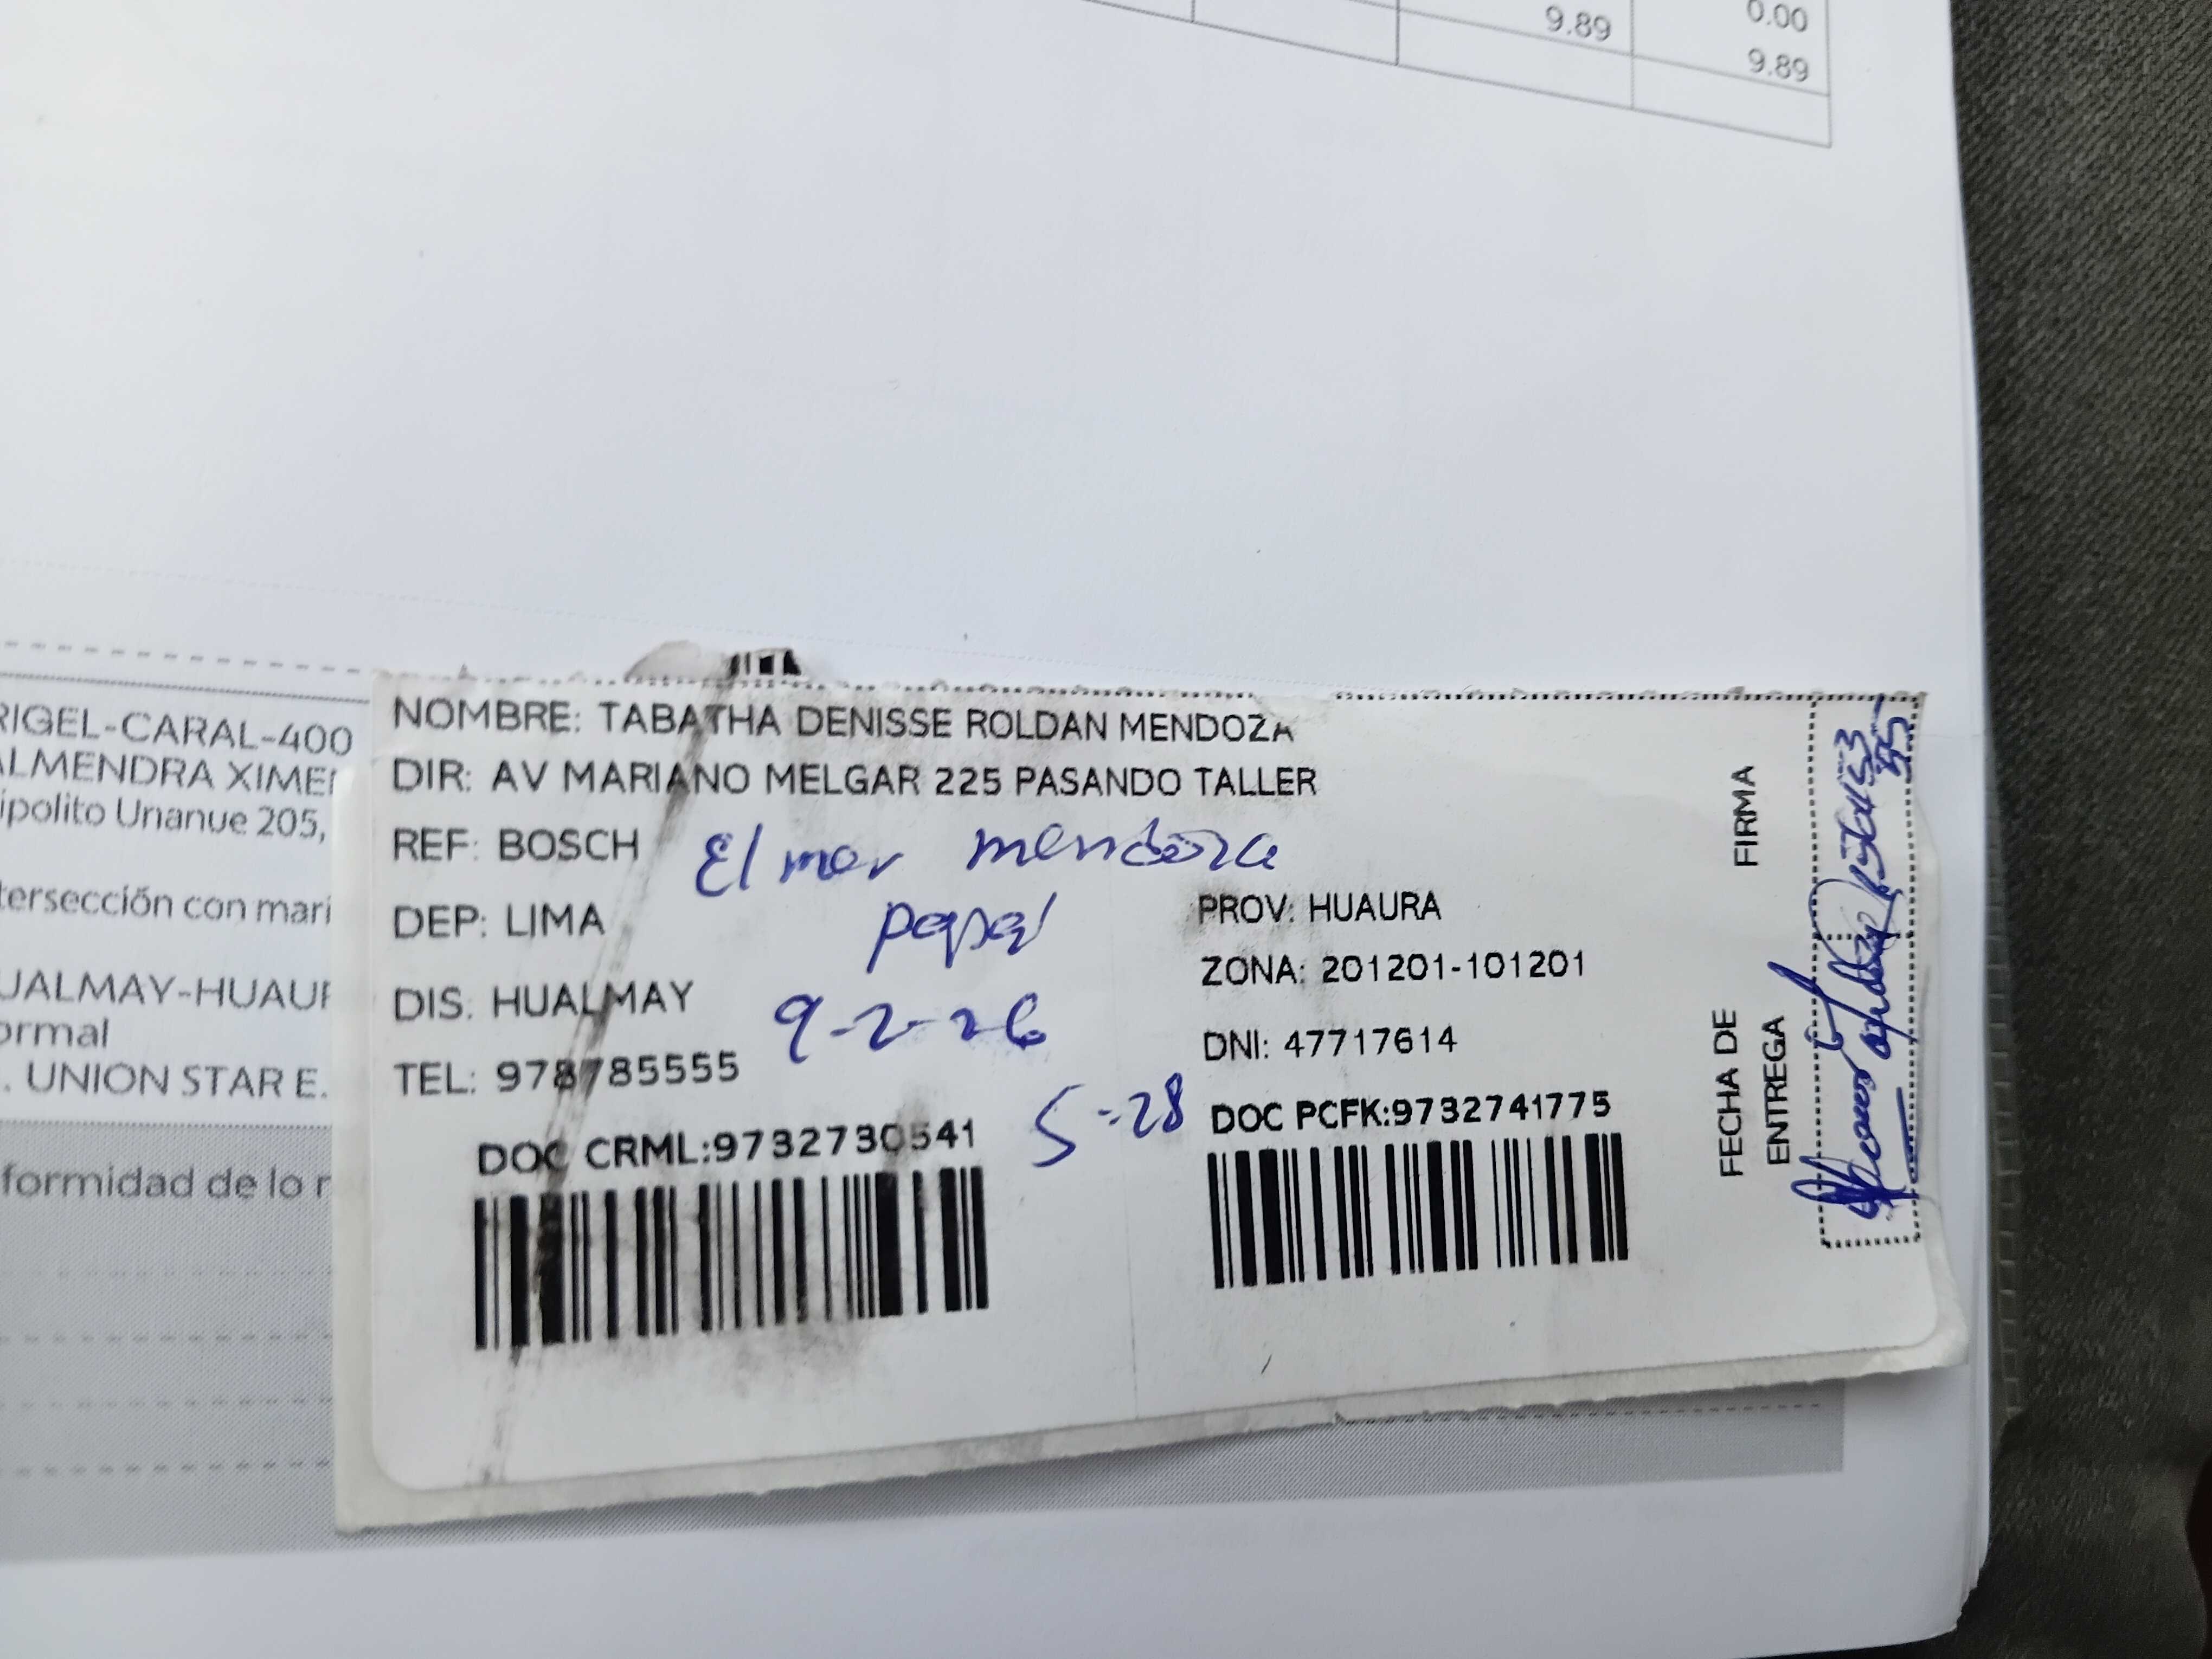 9.89
0.00
9.89
RIGEL-CARAL-400
ALMENDRA XIME
ipolito Unanue 205,
tersección con mari
UALMAY-HUAU
ormal
. UNION STAR E.
formidad de lo r
NOMBRE: TABATHA DENISSE ROLDAN MENDOZA
DIR: AV MARIANO MELGAR 225 PASANDO TALLER
REF: BOSCH
Elmer mendoza
DEP: LIMA
papa
PROV: HUAURA
ZONA: 201201-101201
DIS: HUALMAY
9-2-26
DNI: 47717614
TEL: 978785555
5-28
DOC CRML:9732730541
DOC PCFK:9732741775
FIRMA
FECHA DE
ENTREGA